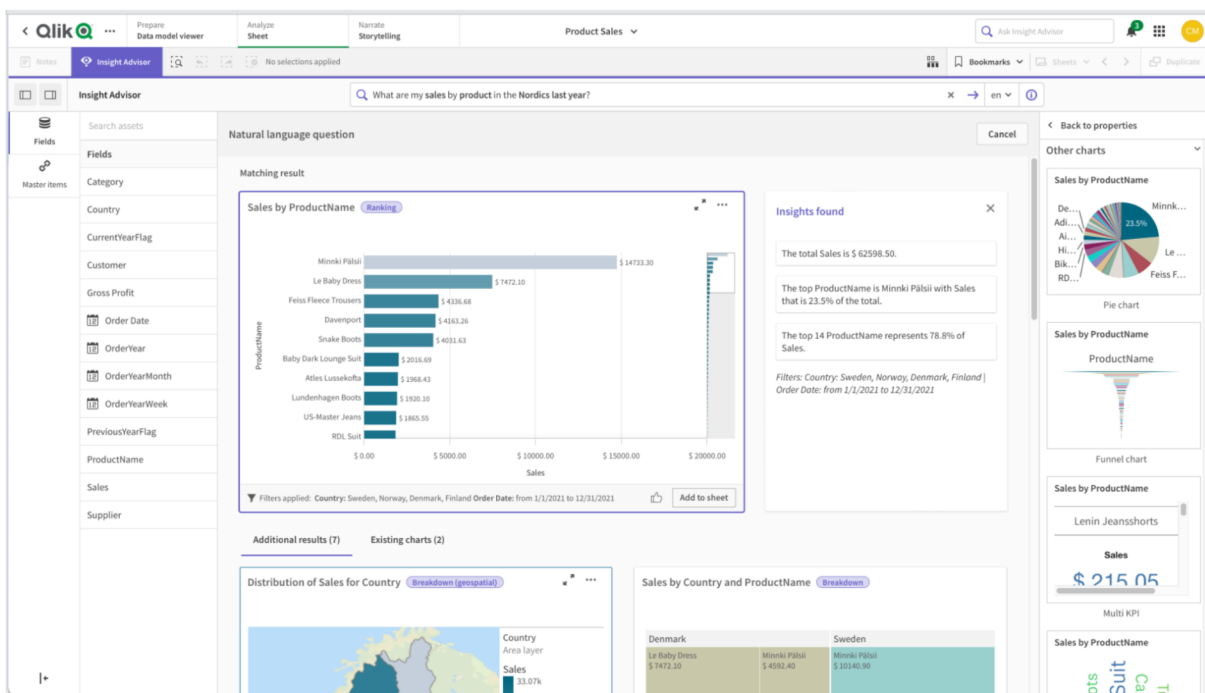 Qlik
Prepare
Data model viewer
Analyze
Sheet
Narrate
Storytelling
Product Sales
Ask Insight Advisor
3
CM
Notes
Insight Advisor
No selections applied
Bookmarks
Sheets
Duplicate
Insight Advisor
What are my sales by product in the Nordics last year?
en
Fields
Master items
Search assets
Fields
Category
Country
CurrentYearFlag
Customer
Gross Profit
Order Date
OrderYear
OrderYearMonth
OrderYearWeek
PreviousYearFlag
ProductName
Sales
Supplier
Natural language question
Cancel
Matching result
Sales by ProductName Ranking
ProductName
Minnki Pälsii $ 14733.30
Le Baby Dress $ 7472.10
Feiss Fleece Trousers $ 4336.68
Davenport $ 4163.26
Snake Boots $ 4031.63
Baby Dark Lounge Suit $ 2016.69
Atles Lussekofta $ 1968.43
Lundenhagen Boots $ 1920.10
US-Master Jeans $ 1865.55
RDL Suit
$ 0.00 $ 5000.00 $ 10000.00 $ 15000.00 $ 20000.00
Sales
Filters applied: Country: Sweden, Norway, Denmark, Finland Order Date: from 1/1/2021 to 12/31/2021
Add to sheet
Insights found
The total Sales is $ 62598.50.
The top ProductName is Minnki Pälsii with Sales
that is 23.5% of the total.
The top 14 ProductName represents 78.8% of
Sales.
Filters: Country: Sweden, Norway, Denmark, Finland |
Order Date: from 1/1/2021 to 12/31/2021
Additional results (7)
Existing charts (2)
Distribution of Sales for Country Breakdown (geospatial)
Country
Area layer
Sales
33.07k
Sales by Country and ProductName Breakdown
Denmark
Sweden
Le Baby Dress
$ 7472.10
Minnki Pälsii
$ 4592.40
Minnki Pälsii
$ 10140.90
Back to properties
Other charts
Sales by ProductName
De...
Adi...
Ai...
Hi...
Bik...
RD...
23.5%
Minnk...
Le ...
Feiss F...
Pie chart
Sales by ProductName
ProductName
Funnel chart
Sales by ProductName
Lenin Jeansshorts
Sales
$ 215.05
Multi KPI
Sales by ProductName
Suit